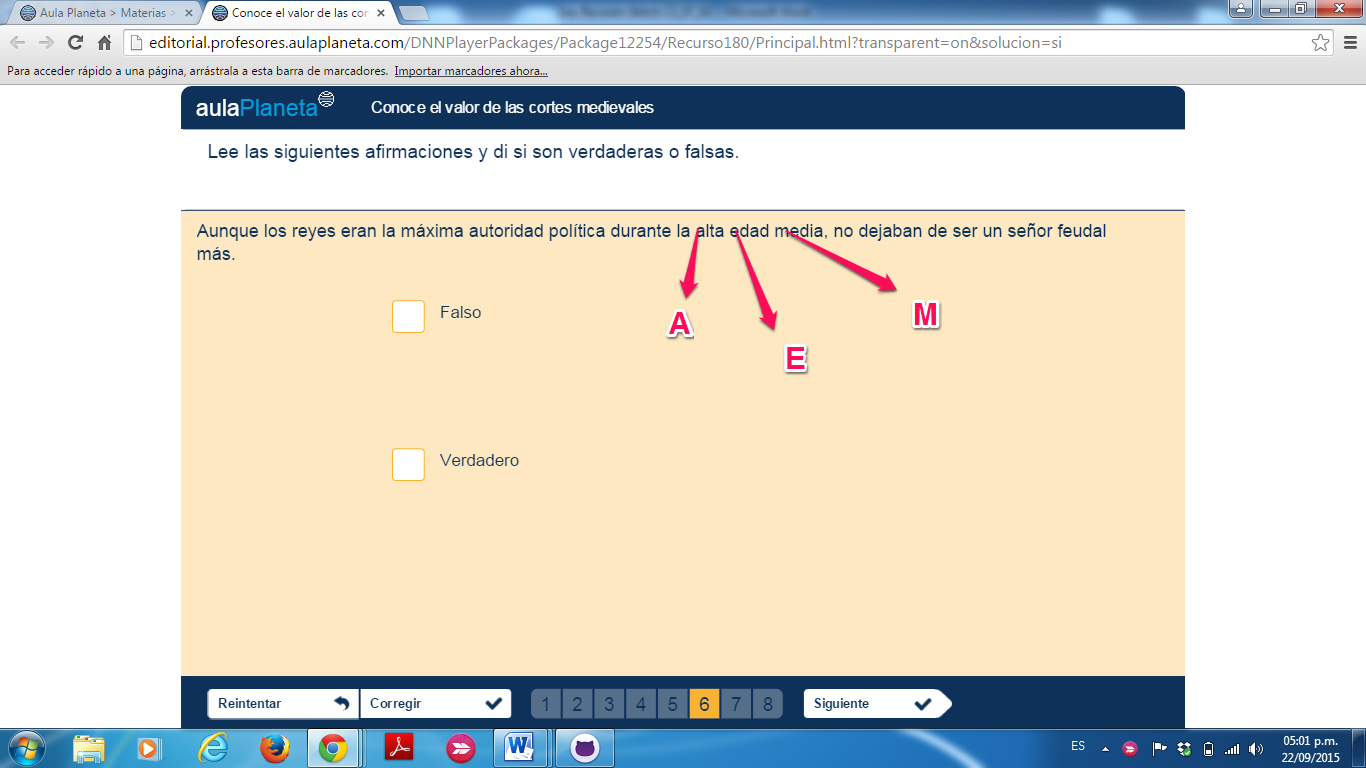 Aula Planeta > Materias >
Conoce el valor de las cor
editorial.profesores.aulaplaneta.com/DNNPlayerPackages/Package12254/Recurso180/Principal.html?transparent=on&solucion=si
Para acceder rápido a una página, arrástrala a esta barra de marcadores. Importar marcadores ahora...
aulaPlaneta
Conoce el valor de las cortes medievales
Lee las siguientes afirmaciones y di si son verdaderas o falsas.
Aunque los reyes eran la máxima autoridad política durante la alta edad media, no dejaban de ser un señor feudal
más.
Falso
A
M
E
Verdadero
Reintentar
Corregir
1 2 3 4 5 6 7 8
Siguiente
ES
05:01 p.m.
22/09/2015